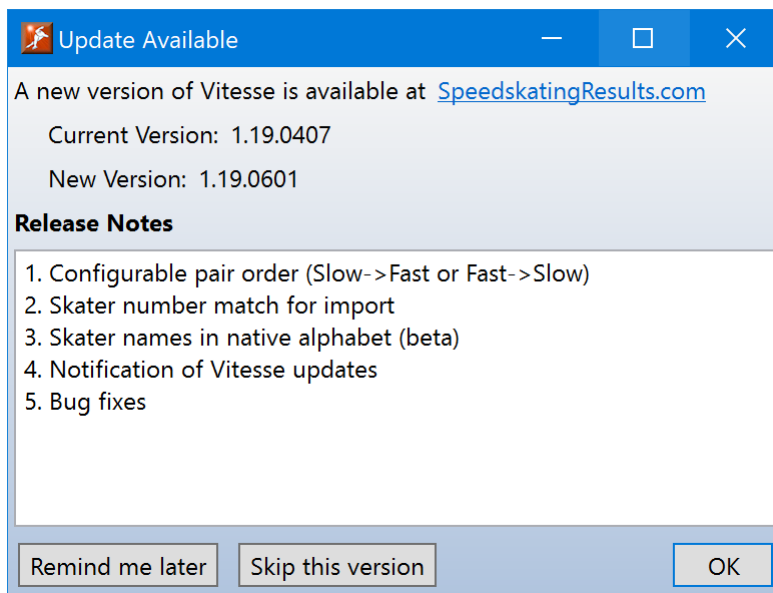 Update Available
A new version of Vitesse is available at SpeedskatingResults.com
Current Version: 1.19.0407
New Version: 1.19.0601
Release Notes
1. Configurable pair order (Slow->Fast or Fast->Slow)
2. Skater number match for import
3. Skater names in native alphabet (beta)
4. Notification of Vitesse updates
5. Bug fixes
Remind me later Skip this version OK